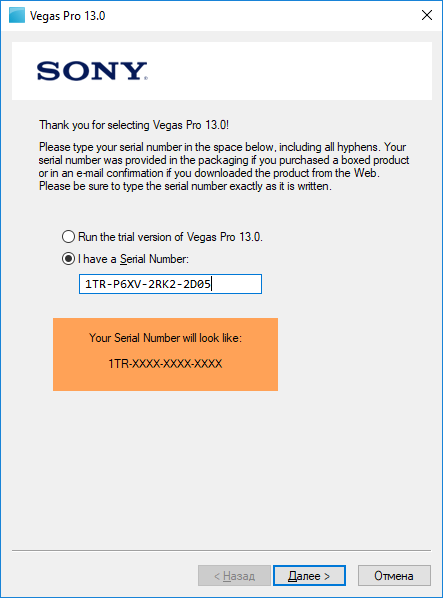 Vegas Pro 13.0
SONY
Thank you for selecting Vegas Pro 13.0!
Please type your serial number in the space below, including all hyphens. Your
serial number was provided in the packaging if you purchased a boxed product
or in an e-mail confirmation if you downloaded the product from the Web.
Please be sure to type the serial number exactly as it is written.
Run the trial version of Vegas Pro 13.0.
I have a Serial Number:
1TR-P6XV-2RK2-2D05
Your Serial Number will look like:
1TR-XXXX-XXXX-XXXX
< Назад
Далее >
Отмена